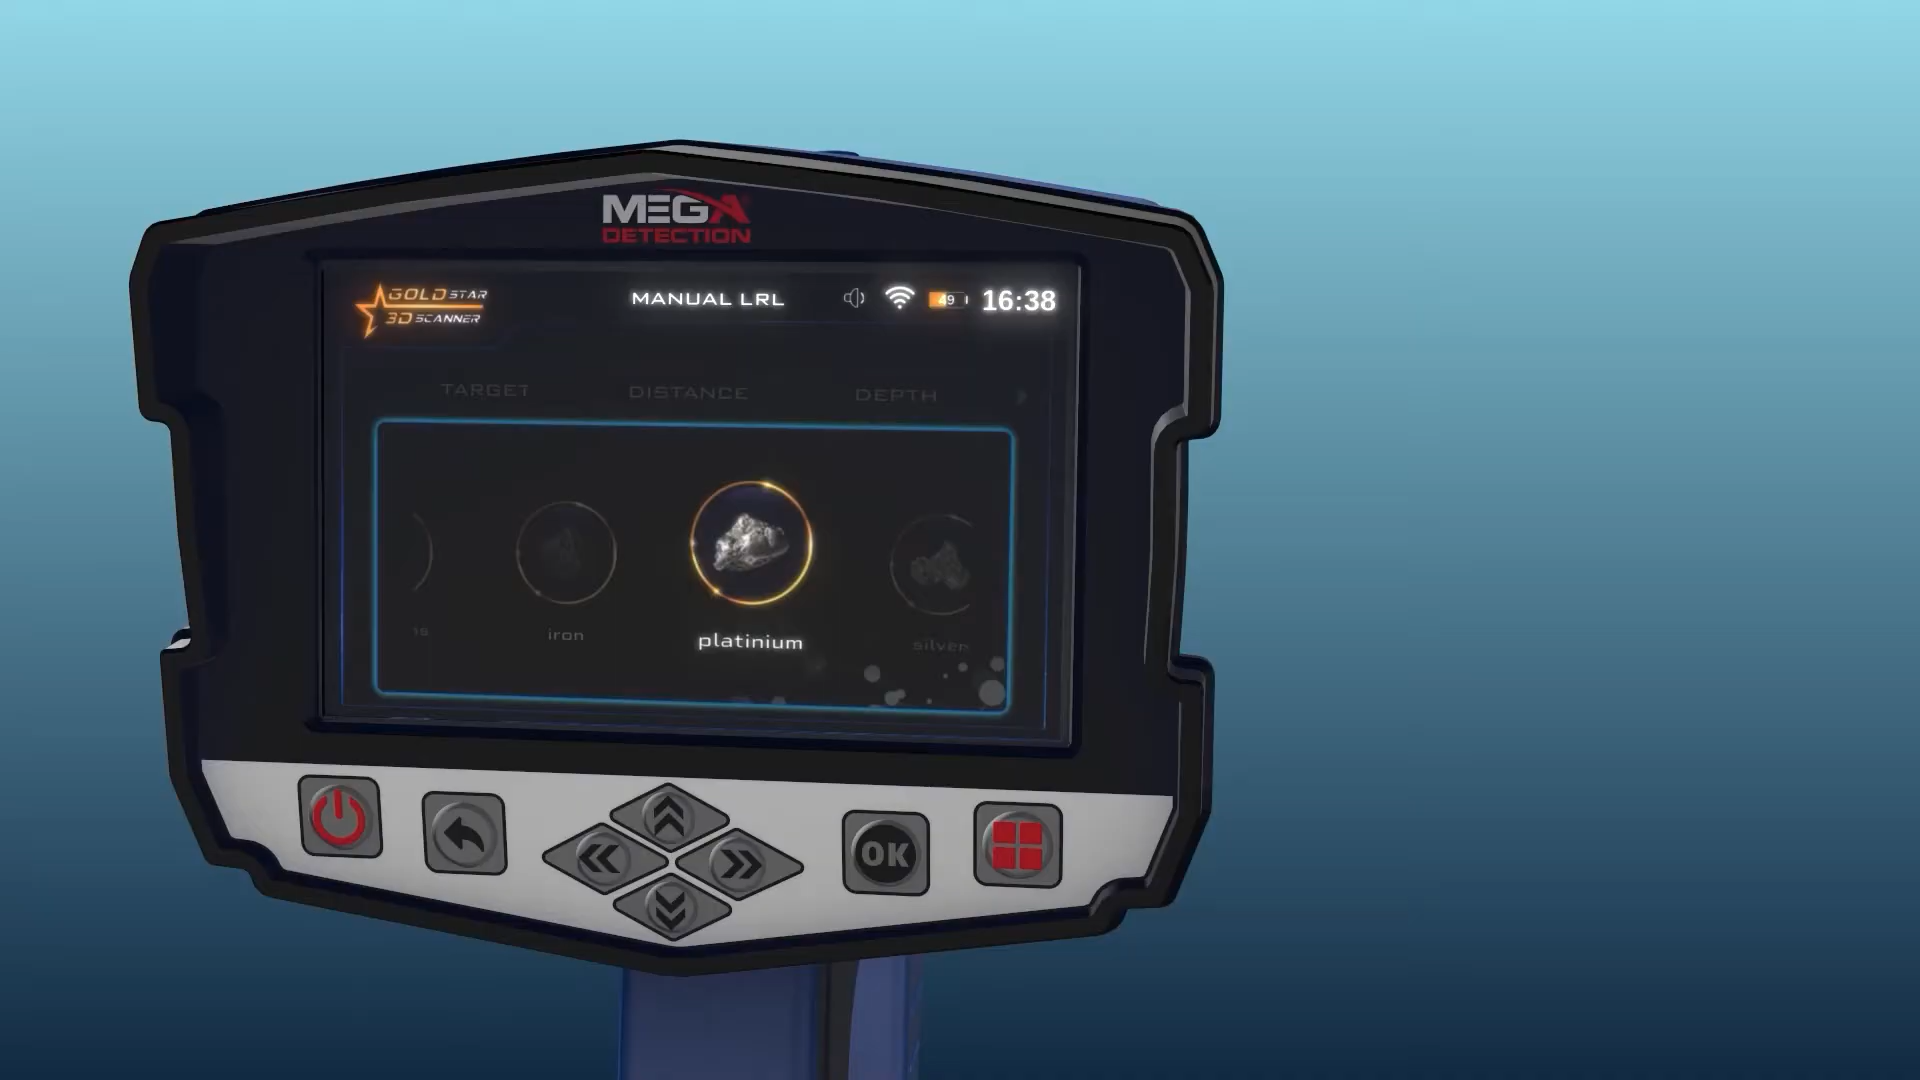 MEGA
DETECTION
GOLD STAR
3D SCANNER
MANUAL LRL
49
16:38
TARGET
DISTANCE
DEPTH
iron
platinium
silver
OK